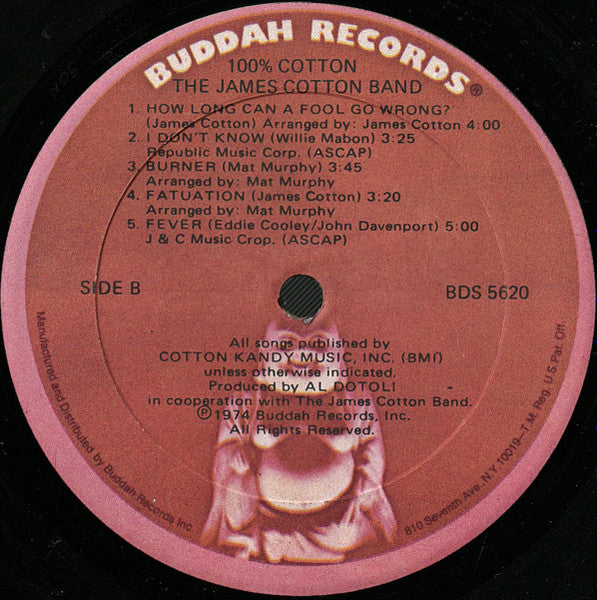 BUDDAH RECORDS®
100% COTTON
THE JAMES COTTON BAND
1. HOW LONG CAN A FOOL GO WRONG?
(James Cotton) Arranged by: James Cotton 4:00
2. I DON'T KNOW (Willie Mabon) 3:25
Republic Music Corp. (ASCAP)
3. BURNER (Mat Murphy) 3:45
Arranged by: Mat Murphy
4. FATUATION (James Cotton) 3:20
Arranged by: Mat Murphy
5. FEVER (Eddie Cooley/John Davenport) 5:00
J & C Music Crop. (ASCAP)
SIDE B
BDS 5620
All songs published by
COTTON KANDY MUSIC, INC. (BMI)
unless otherwise indicated.
Produced by AL DOTOLI
in cooperation with The James Cotton Band.
℗1974 Buddah Records, Inc.
All Rights Reserved.
Manufactured and Distributed by Buddah Records Inc.
810 Seventh Ave. N.Y. 10019–T.M. Reg. U.S. Pat. Off.